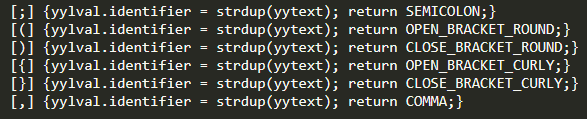 [;] {yylval.identifier = strdup(yytext); return SEMICOLON;}
[(] {yylval.identifier = strdup(yytext); return OPEN_BRACKET_ROUND;}
[)] {yylval.identifier = strdup(yytext); return CLOSE_BRACKET_ROUND;}
[{] {yylval.identifier = strdup(yytext); return OPEN_BRACKET_CURLY;}
[}] {yylval.identifier = strdup(yytext); return CLOSE_BRACKET_CURLY;}
[,] {yylval.identifier = strdup(yytext); return COMMA;}